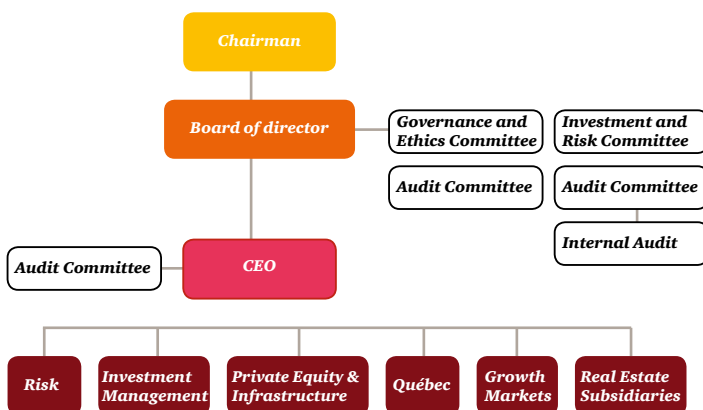 Chairman
Board of director
Governance and
Ethics Committee
Investment and
Risk Committee
Audit Committee
Audit Committee
Internal Audit
Audit Committee
CEO
Risk
Investment
Management
Private Equity &
Infrastructure
Québec
Growth
Markets
Real Estate
Subsidiaries